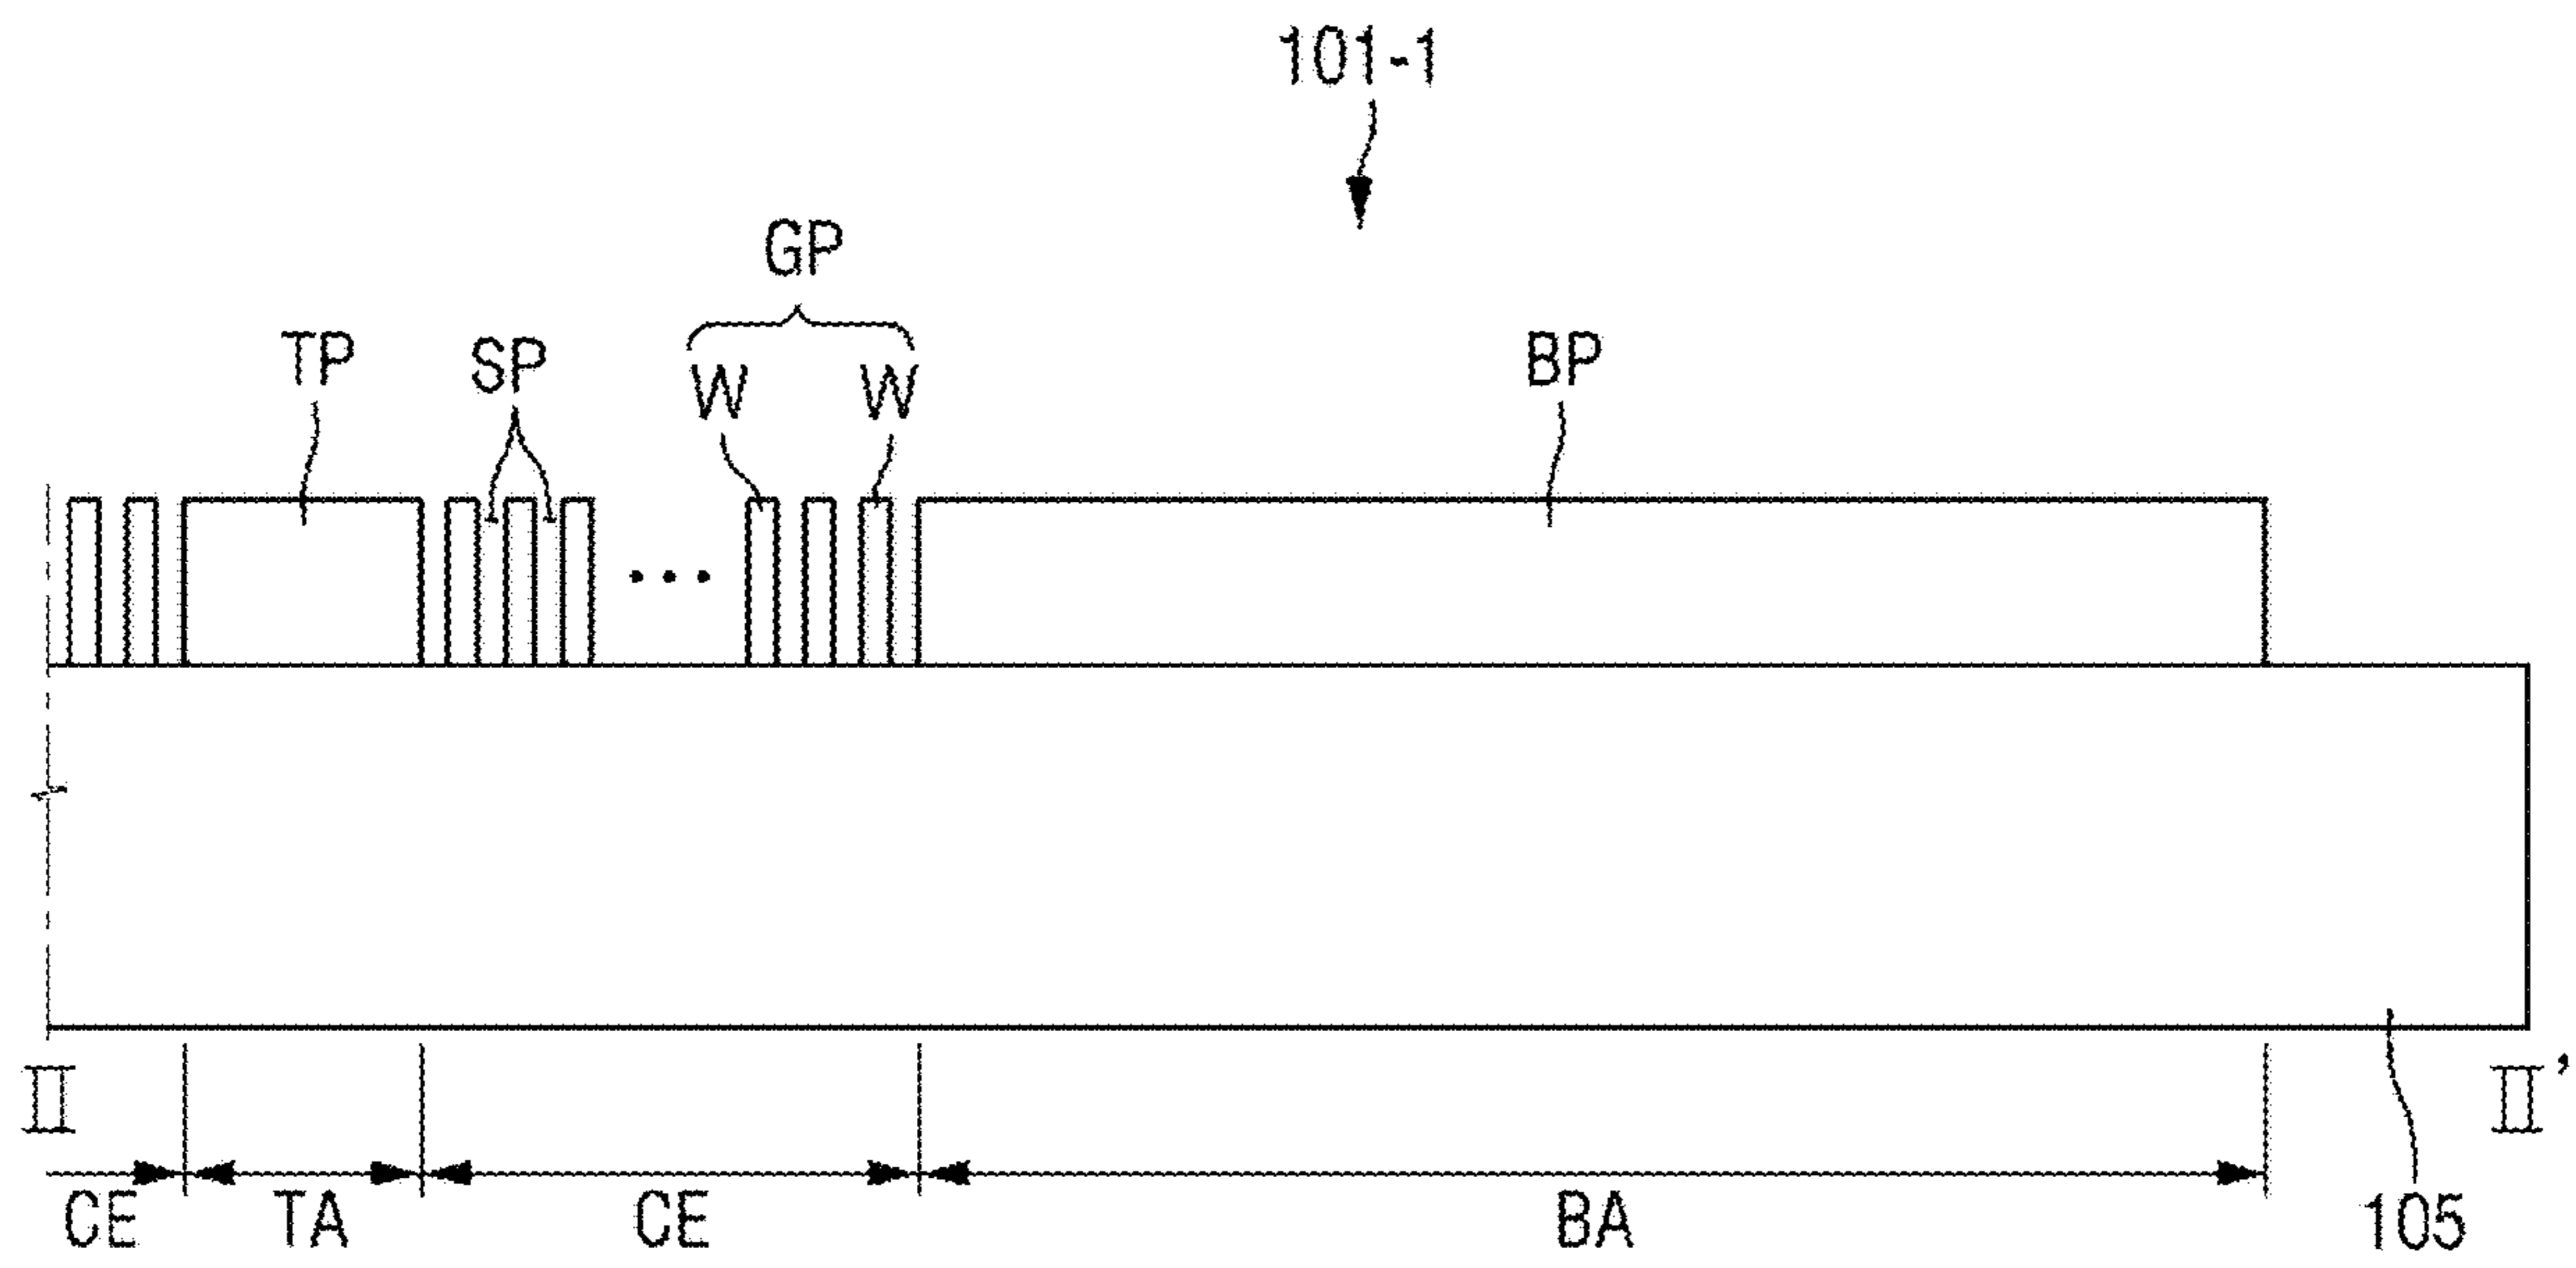 101-1
GP
TP SP W W BP
...
II II'
CE TA CE BA 105